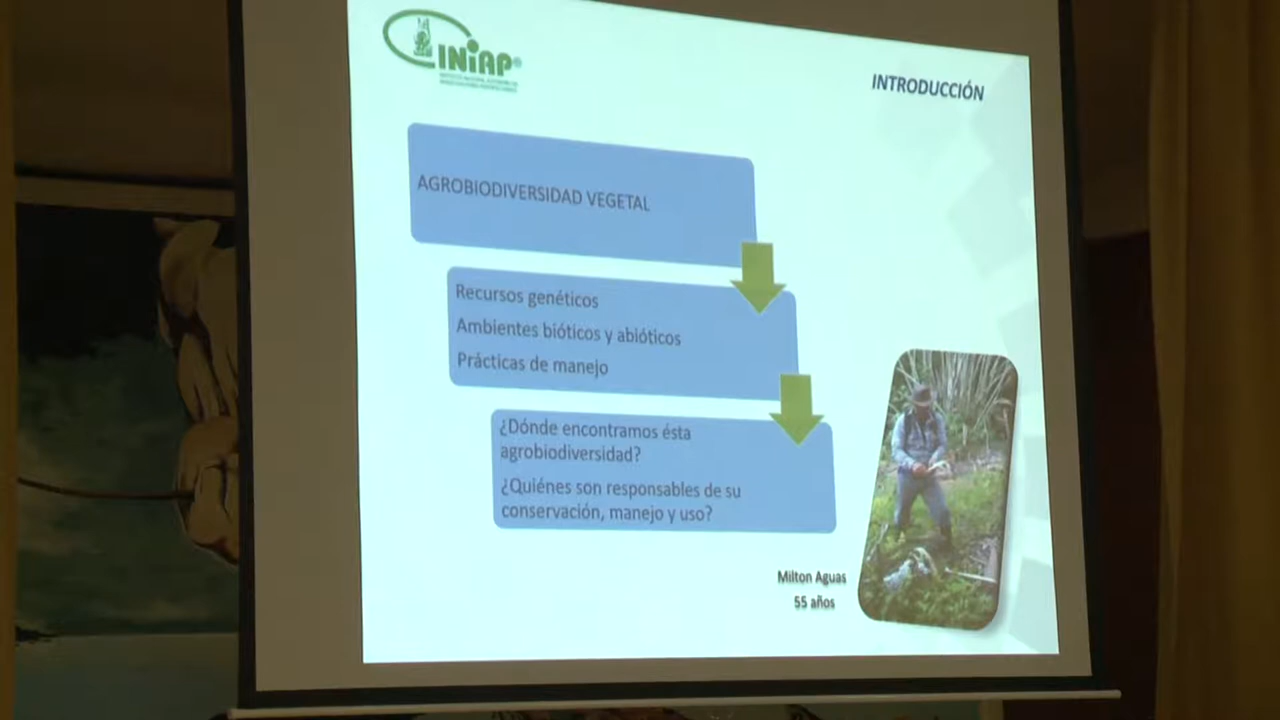 INiAP®
INTRODUCCIÓN
AGROBIODIVERSIDAD VEGETAL
Recursos genéticos
Ambientes bióticos y abióticos
Prácticas de manejo
¿Dónde encontramos ésta
agrobiodiversidad?
¿Quiénes son responsables de su
conservación, manejo y uso?
Milton Aguas
55 años